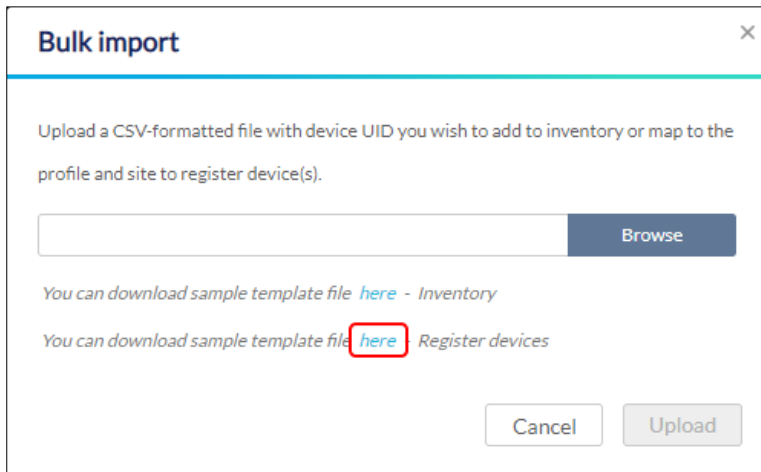 Bulk import
×
Upload a CSV-formatted file with device UID you wish to add to inventory or map to the
profile and site to register device(s).
Browse
You can download sample template file here - Inventory
You can download sample template file here - Register devices
Cancel
Upload